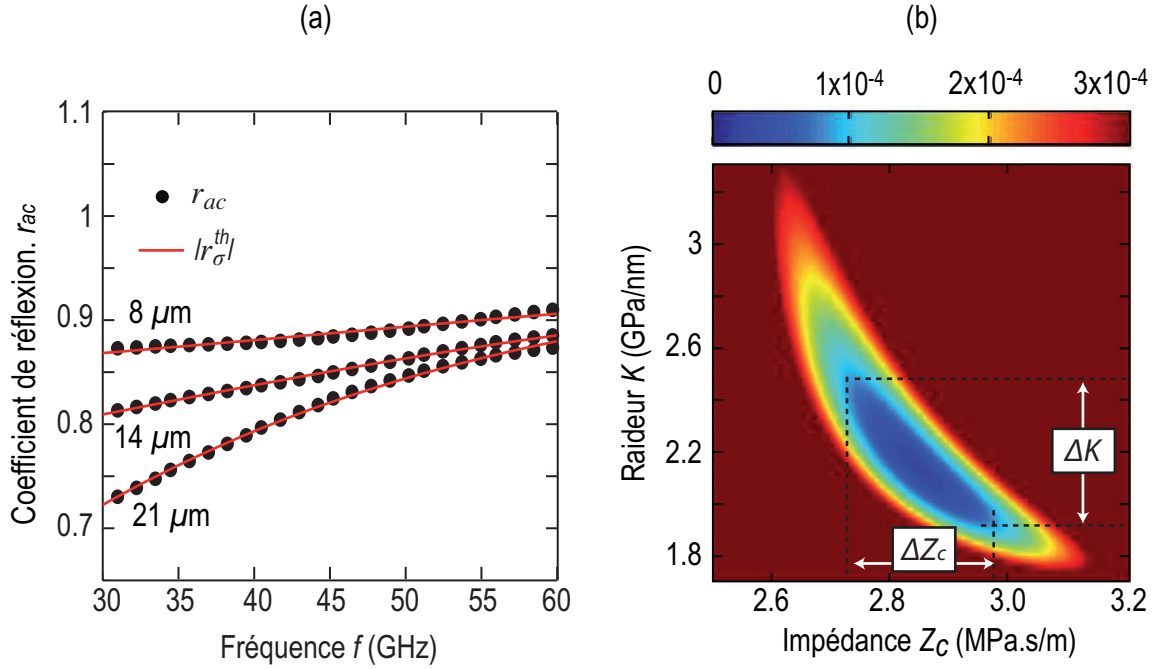 (a)
1.1
1
0.9
0.8
0.7
Coefficient de réflexion. rac
rac
|rσth|
8 µm
14 µm
21 µm
30 35 40 45 50 55 60
Fréquence f (GHz)
(b)
0 1x10-4 2x10-4 3x10-4
3
2.6
2.2
1.8
Raideur K (GPa/nm)
ΔK
ΔZc
2.6 2.8 3.0 3.2
Impédance ZC (MPa.s/m)